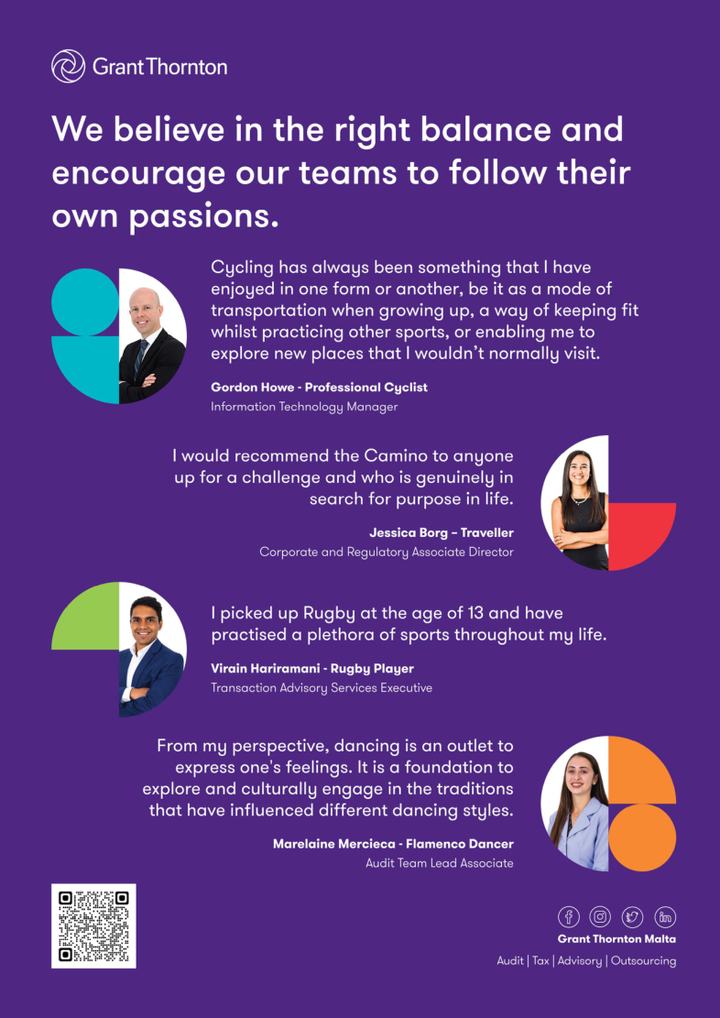 Grant Thornton
We believe in the right balance and
encourage our teams to follow their
own passions.
Cycling has always been something that I have
enjoyed in one form or another, be it as a mode of
transportation when growing up, a way of keeping fit
whilst practicing other sports, or enabling me to
explore new places that I wouldn't normally visit.
Gordon Howe - Professional Cyclist
Information Technology Manager
I would recommend the Camino to anyone
up for a challenge and who is genuinely in
search for purpose in life.
Jessica Borg – Traveller
Corporate and Regulatory Associate Director
I picked up Rugby at the age of 13 and have
practised a plethora of sports throughout my life.
Virain Hariramani - Rugby Player
Transaction Advisory Services Executive
From my perspective, dancing is an outlet to
express one's feelings. It is a foundation to
explore and culturally engage in the traditions
that have influenced different dancing styles.
Marelaine Mercieca - Flamenco Dancer
Audit Team Lead Associate
Grant Thornton Malta
Audit | Tax | Advisory | Outsourcing